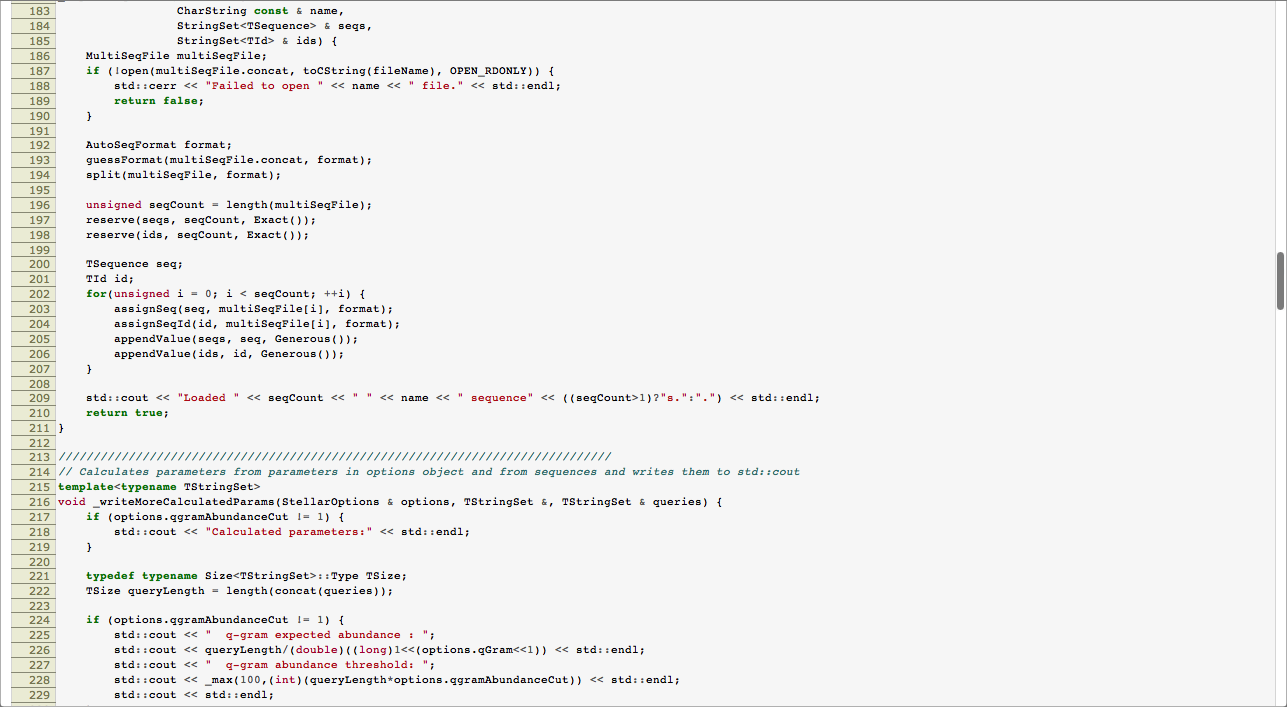 183 CharString const & name,
184 StringSet<TSequence> & seqs,
185 StringSet<TId> & ids) {
186 MultiSeqFile multiSeqFile;
187 if (!open(multiSeqFile.concat, toCString(fileName), OPEN_RDONLY)) {
188 std::cerr << "Failed to open " << name << " file." << std::endl;
189 return false;
190 }
191
192 AutoSeqFormat format;
193 guessFormat(multiSeqFile.concat, format);
194 split(multiSeqFile, format);
195
196 unsigned seqCount = length(multiSeqFile);
197 reserve(seqs, seqCount, Exact());
198 reserve(ids, seqCount, Exact());
199
200 TSequence seq;
201 TId id;
202 for(unsigned i = 0; i < seqCount; ++i) {
203 assignSeq(seq, multiSeqFile[i], format);
204 assignSeqId(id, multiSeqFile[i], format);
205 appendValue(seqs, seq, Generous());
206 appendValue(ids, id, Generous());
207 }
208
209 std::cout << "Loaded " << seqCount << " " << name << " sequence" << ((seqCount>1)?"s.":".") << std::endl;
210 return true;
211 }
212
213 ///////////////////////////////////////////////////////////////////////////////
214 // Calculates parameters from parameters in options object and from sequences and writes them to std::cout
215 template<typename TStringSet>
216 void _writeMoreCalculatedParams(StellarOptions & options, TStringSet &, TStringSet & queries) {
217 if (options.qgramAbundanceCut != 1) {
218 std::cout << "Calculated parameters:" << std::endl;
219 }
220
221 typedef typename Size<TStringSet>::Type TSize;
222 TSize queryLength = length(concat(queries));
223
224 if (options.qgramAbundanceCut != 1) {
225 std::cout << "  q-gram expected abundance : ";
226 std::cout << queryLength/(double)((long)1<<(options.qGram<<1)) << std::endl;
227 std::cout << "  q-gram abundance threshold: ";
228 std::cout << _max(100,(int)(queryLength*options.qgramAbundanceCut)) << std::endl;
229 std::cout << std::endl;